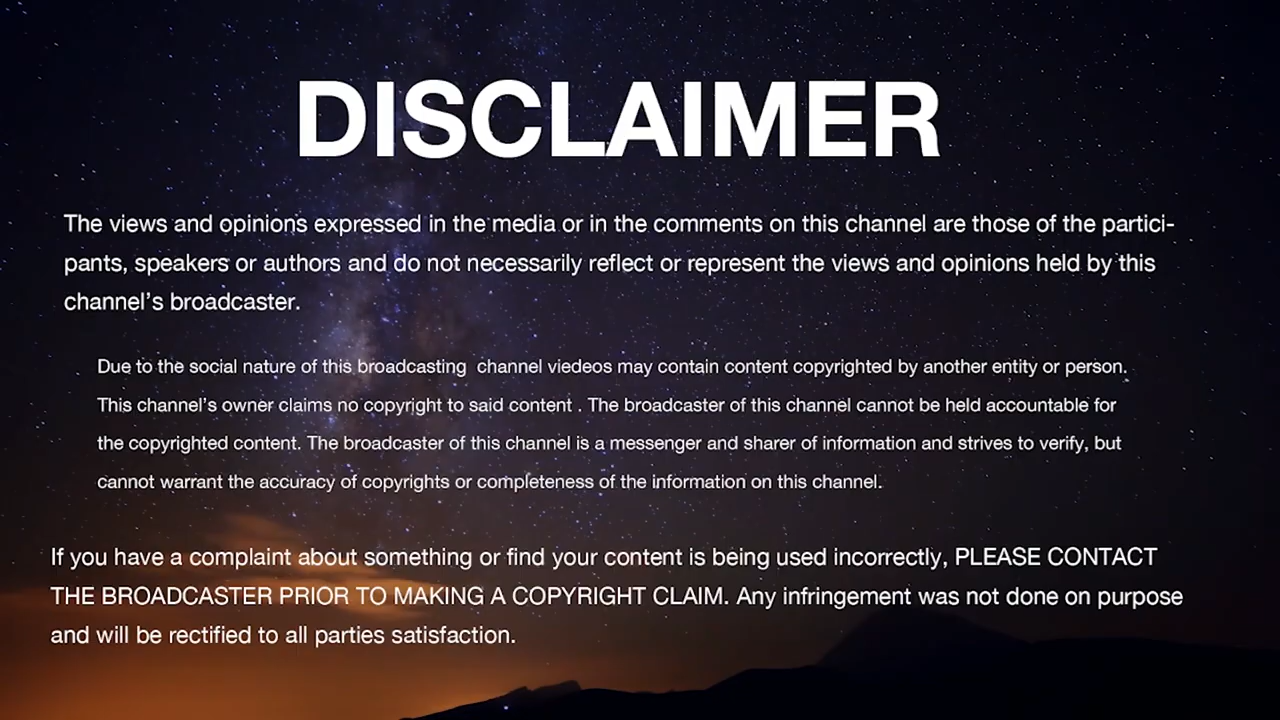 DISCLAIMER
The views and opinions expressed in the media or in the comments on this channel are those of the partici-
pants, speakers or authors and do not necessarily reflect or represent the views and opinions held by this
channel's broadcaster.
Due to the social nature of this broadcasting  channel viedeos may contain content copyrighted by another entity or person.
This channel's owner claims no copyright to said content . The broadcaster of this channel cannot be held accountable for
the copyrighted content. The broadcaster of this channel is a messenger and sharer of information and strives to verify, but
cannot warrant the accuracy of copyrights or completeness of the information on this channel.
If you have a complaint about something or find your content is being used incorrectly, PLEASE CONTACT
THE BROADCASTER PRIOR TO MAKING A COPYRIGHT CLAIM. Any infringement was not done on purpose
and will be rectified to all parties satisfaction.